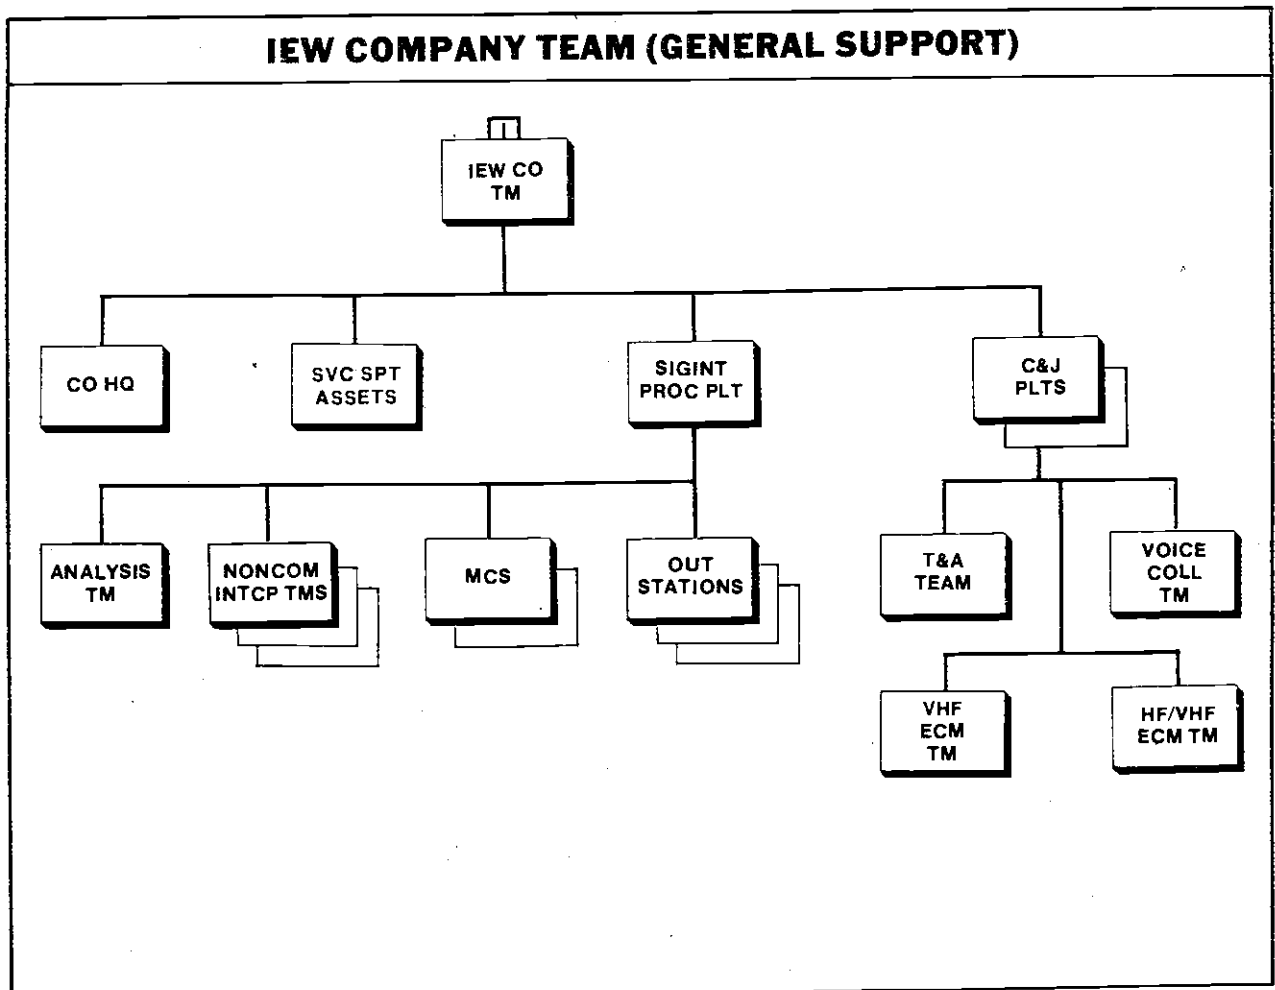 IEW COMPANY TEAM (GENERAL SUPPORT)
IEW CO
TM
CO HQ
SVC SPT
ASSETS
SIGINT
PROC PLT
C&J
PLTS
ANALYSIS
TM
NONCOM
INTCP TMS
MCS
OUT
STATIONS
T&A
TEAM
VOICE
COLL
TM
VHF
ECM
TM
HF/VHF
ECM TM